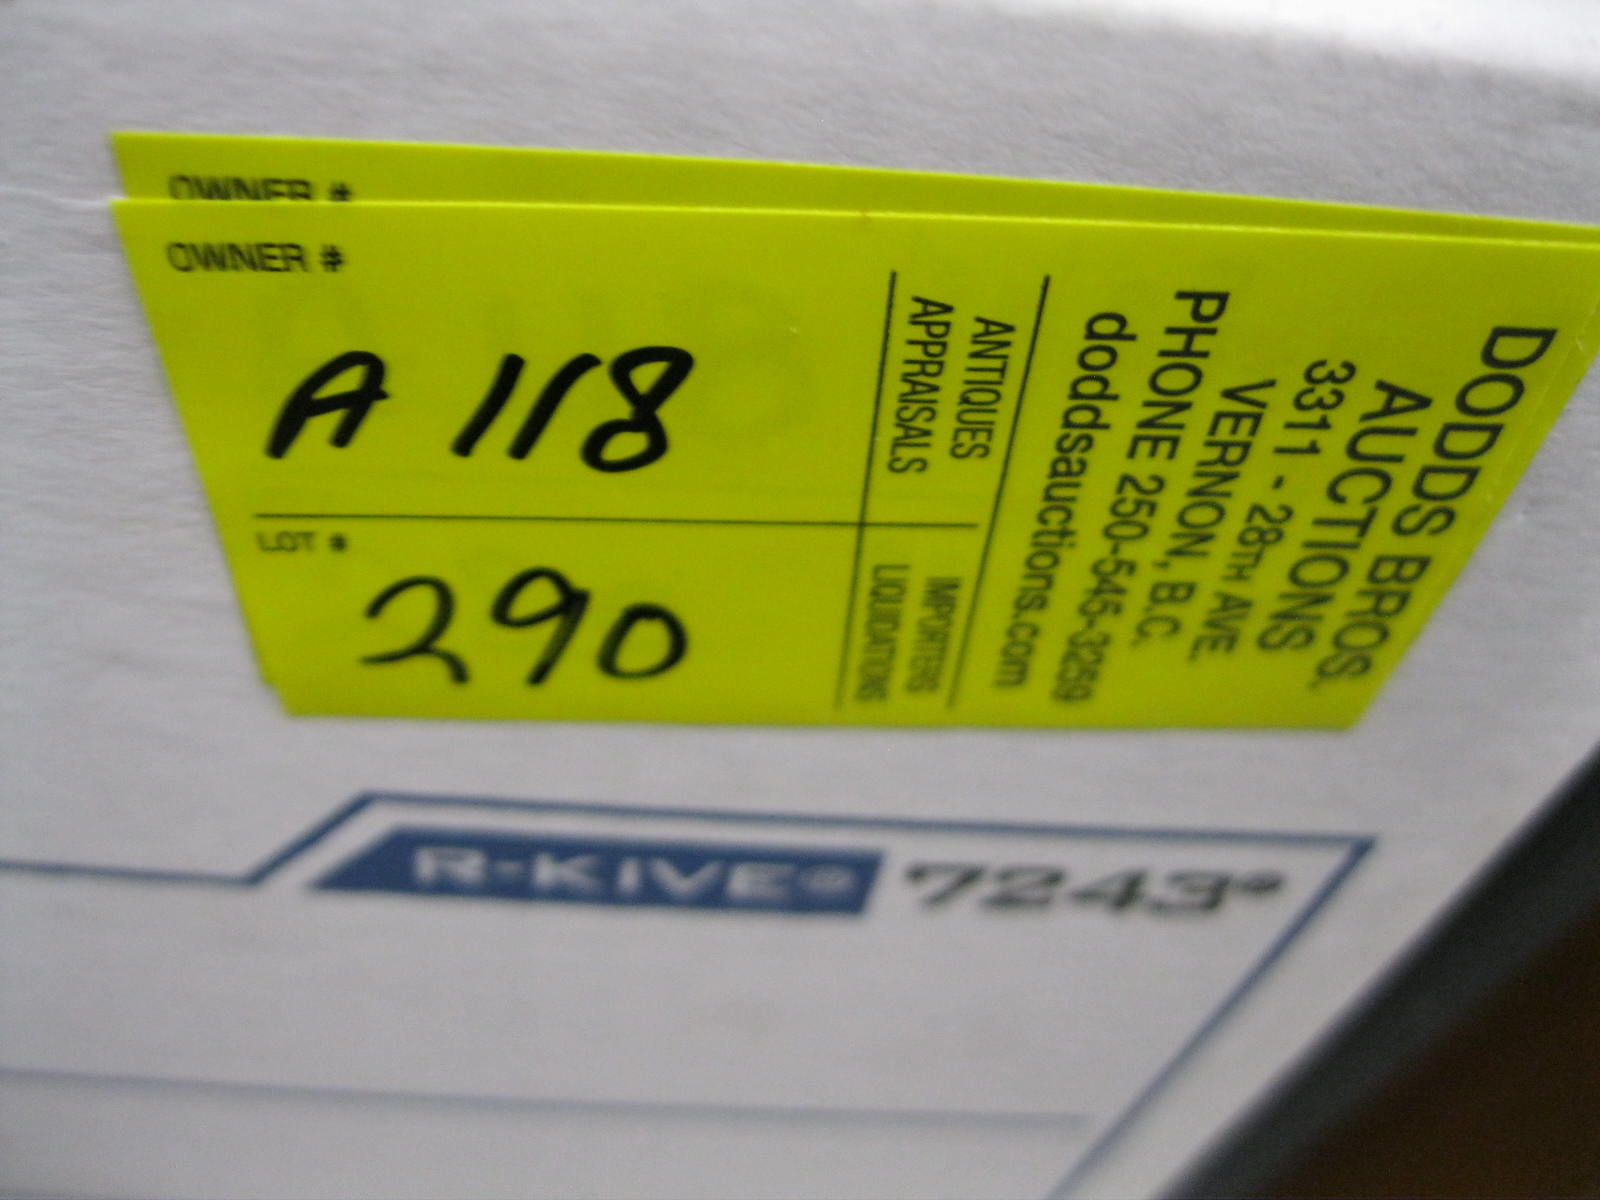 OWNER #
OWNER #
A 118
LOT #
290
DODDS BROS.
AUCTIONS
3311 - 28TH AVE.
VERNON, B.C.
PHONE 250-545-3259
doddsauctions.com
ANTIQUES
APPRAISALS
IMPORTERS
LIQUIDATIONS
R-KIVE® 7243®